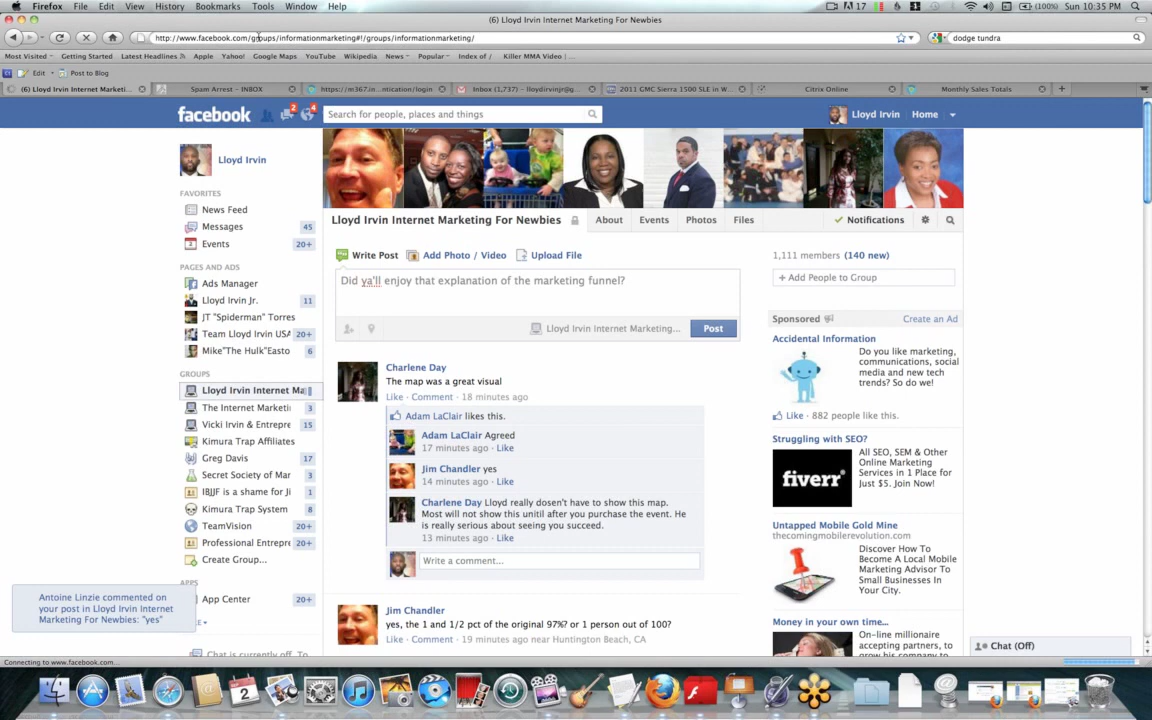 Firefox File Edit View History Bookmarks Tools Window Help
17 (100%) Sun 10:35 PM
(6) Lloyd Irvin Internet Marketing For Newbies
http://www.facebook.com/groups/informationmarketing#!/groups/informationmarketing/
dodge tundra
Most Visited Getting Started Latest Headlines Apple Yahoo! Google Maps YouTube Wikipedia News Popular Index of / Killer MMA Video | ...
Edit Post to Blog
(6) Lloyd Irvin Internet Marketi...
Spam Arrest - INBOX
https://m367.in...mtication/login
Inbox (1,737) - lloydirvinjr@g...
2011 GMC Sierra 1500 SLE in W...
Citrix Online
Monthly Sales Totals
facebook
2
4
Search for people, places and things
Lloyd Irvin Home
Lloyd Irvin
FAVORITES
News Feed
Messages 45
2 Events 20+
PAGES AND ADS
Ads Manager
Lloyd Irvin Jr. 11
JT "Spiderman" Torres
Team Lloyd Irvin USA 20+
Mike"The Hulk"Easto 6
GROUPS
Lloyd Irvin Internet Ma
The Internet Marketi 3
Vicki Irvin & Entrepre 15
Kimura Trap Affiliates
Greg Davis 17
Secret Society of Mar 3
IBJJF is a shame for Ji 1
Kimura Trap System 8
TeamVision 20+
Professional Entrepre 20+
Create Group...
APPS
App Center 20+
Antoine Linzie commented on
your post in Lloyd Irvin Internet
Marketing For Newbies: "yes"
Chat is currently off. To
Lloyd Irvin Internet Marketing For Newbies About Events Photos Files Notifications
Write Post Add Photo / Video Upload File
Did ya'll enjoy that explanation of the marketing funnel?
Lloyd Irvin Internet Marketing... Post
Charlene Day
The map was a great visual
Like · Comment · 18 minutes ago
Adam LaClair likes this.
Adam LaClair Agreed
17 minutes ago · Like
Jim Chandler yes
14 minutes ago · Like
Charlene Day Lloyd really dosen't have to show this map.
Most will not show this unitil after you purchase the event. He
is really serious about seeing you succeed.
13 minutes ago · Like
Write a comment...
Jim Chandler
yes, the 1 and 1/2 pct of the original 97%? or 1 person out of 100?
Like · Comment · 19 minutes ago near Huntington Beach, CA
1,111 members (140 new)
+ Add People to Group
Sponsored Create an Ad
Accidental Information
Do you like marketing,
communications, social
media and new tech
trends? So do we!
Like · 882 people like this.
Struggling with SEO?
fiverr
All SEO, SEM & Other
Online Marketing
Services in 1 Place for
Just $5. Join Now!
Untapped Mobile Gold Mine
thecomingmobilerevolution.com
Discover How To
Become A Local Mobile
Marketing Advisor To
Small Businesses In
Your City.
Money in your own time...
On-line millionaire
accepting partners, to
Chat (Off)
Connecting to www.facebook.com...
2